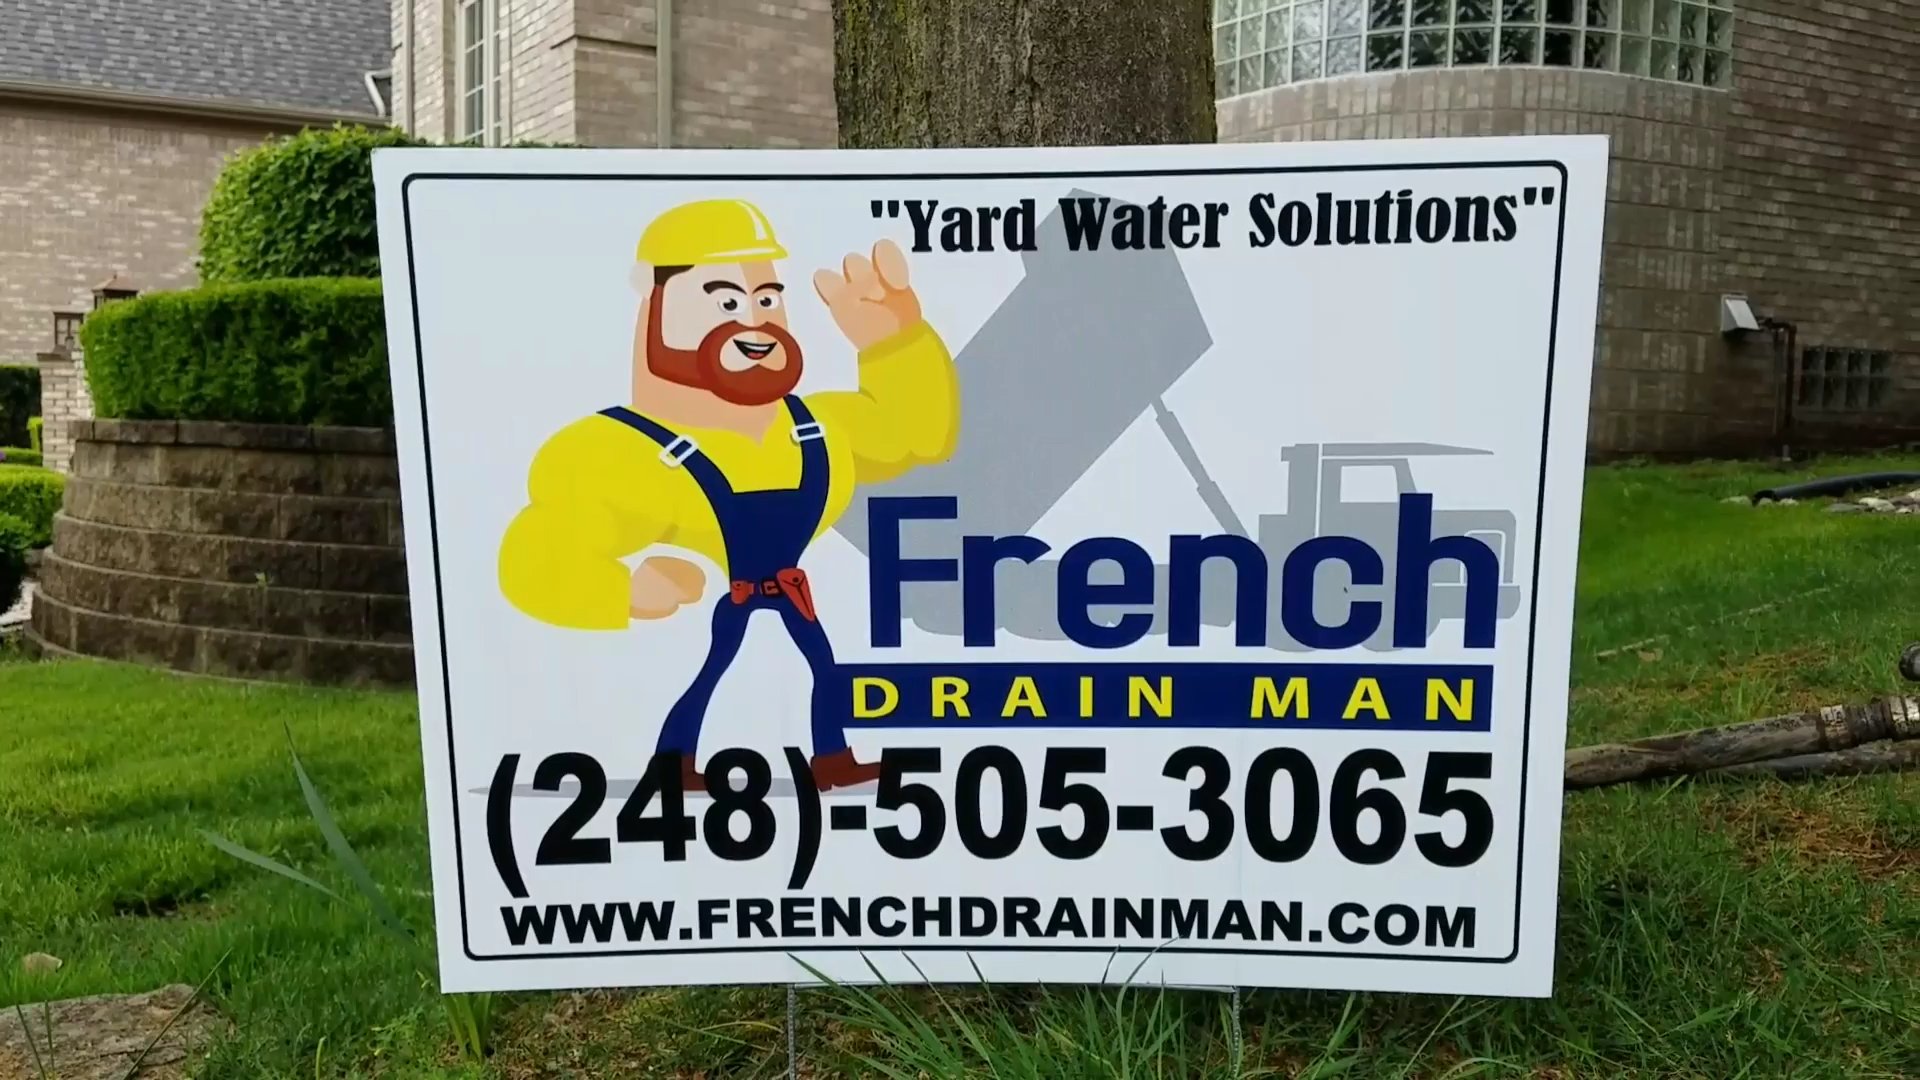 "Yard Water Solutions"
French
DRAIN MAN
(248)-505-3065
WWW.FRENCHDRAINMAN.COM